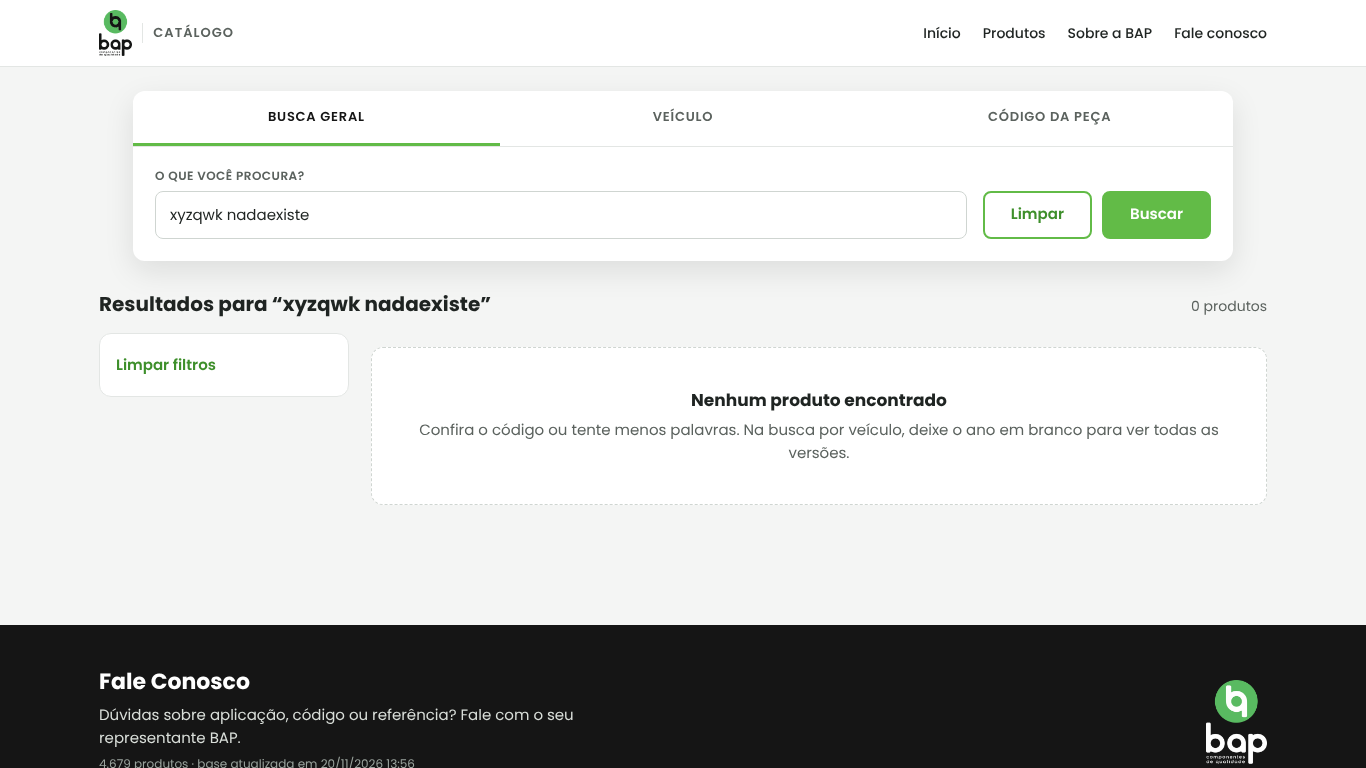 bap
CATÁLOGO
Início
Produtos
Sobre a BAP
Fale conosco
BUSCA GERAL
VEÍCULO
CÓDIGO DA PEÇA
O QUE VOCÊ PROCURA?
xyzqwk nadaexiste
Limpar
Buscar
Resultados para “xyzqwk nadaexiste”
0 produtos
Limpar filtros
Nenhum produto encontrado
Confira o código ou tente menos palavras. Na busca por veículo, deixe o ano em branco para ver todas as
versões.
Fale Conosco
Dúvidas sobre aplicação, código ou referência? Fale com o seu
representante BAP.
4.679 produtos · base atualizada em 20/11/2026 13:56
bap
componentes
de qualidade